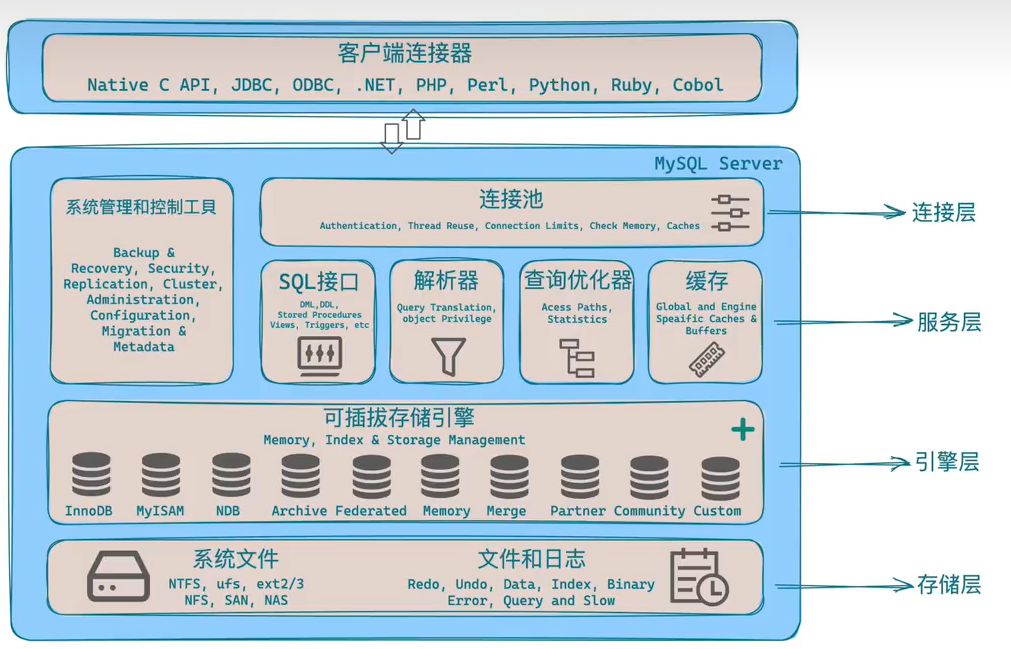 客户端连接器
Native C API, JDBC, ODBC, .NET, PHP, Perl, Python, Ruby, Cobol
MySQL Server
系统管理和控制工具
Backup &
Recovery, Security,
Replication, Cluster,
Administration,
Configuration,
Migration &
Metadata
连接池
Authentication, Thread Reuse, Connection Limits, Check Memory, Caches
连接层
SQL接口
DML,DDL,
Stored Procedures
Views, Triggers, etc
解析器
Query Translation,
object Privilege
查询优化器
Acess Paths,
Statistics
缓存
Global and Engine
Speaific Caches &
Buffers
服务层
可插拔存储引擎
Memory, Index & Storage Management
InnoDB
MyISAM
NDB
Archive
Federated
Memory
Merge
Partner
Community
Custom
引擎层
系统文件
NTFS, ufs, ext2/3
NFS, SAN, NAS
文件和日志
Redo, Undo, Data, Index, Binary
Error, Query and Slow
存储层